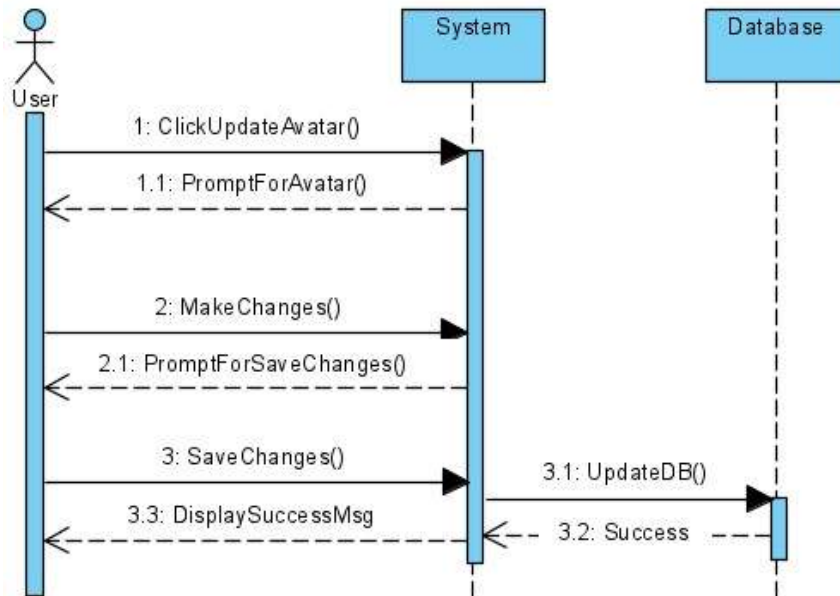 System
Database
User
1: ClickUpdateAvatar()
1.1: PromptForAvatar()
2: MakeChanges()
2.1: PromptForSaveChanges()
3: SaveChanges()
3.1: UpdateDB()
3.3: DisplaySuccessMsg
3.2: Success